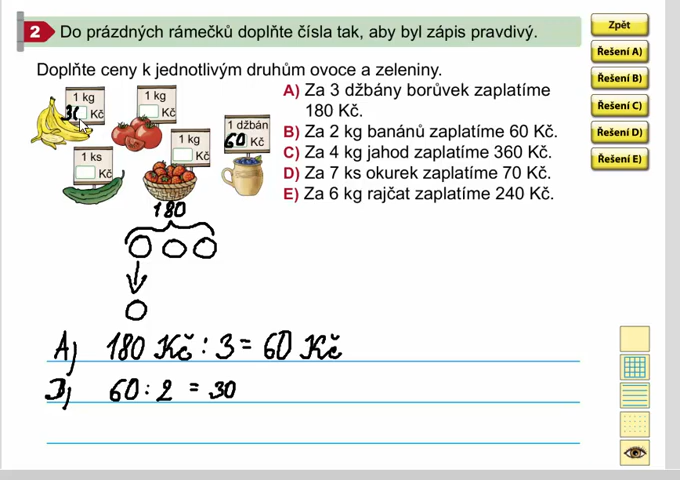 2 Do prázdných rámečků doplňte čísla tak, aby byl zápis pravdivý.
Zpět
Řešení A)
Řešení B)
Řešení C)
Řešení D)
Řešení E)
Doplňte ceny k jednotlivým druhům ovoce a zeleniny.
1 kg
30 Kč
1 kg
Kč
1 kg
Kč
1 džbán
60 Kč
1 ks
Kč
A) Za 3 džbány borůvek zaplatíme
180 Kč.
B) Za 2 kg banánů zaplatíme 60 Kč.
C) Za 4 kg jahod zaplatíme 360 Kč.
D) Za 7 ks okurek zaplatíme 70 Kč.
E) Za 6 kg rajčat zaplatíme 240 Kč.
180
A) 180 Kč : 3 = 60 Kč
B) 60 : 2 = 30